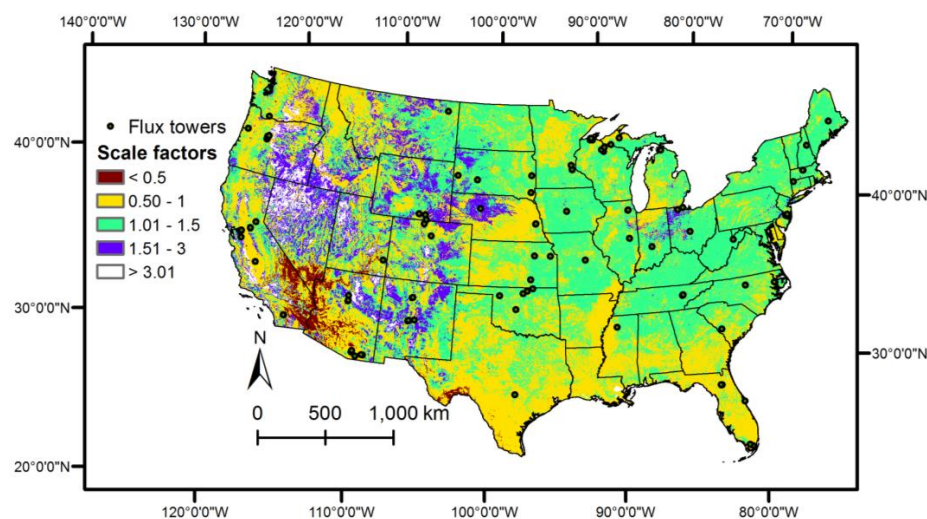 140°0'0"W 130°0'0"W 120°0'0"W 110°0'0"W 100°0'0"W 90°0'0"W 80°0'0"W 70°0'0"W
Flux towers
40°0'0"N
Scale factors
< 0.5
40°0'0"N
0.50 - 1
1.01 - 1.5
1.51 - 3
> 3.01
30°0'0"N
N
30°0'0"N
0 500 1,000 km
20°0'0"N
120°0'0"W 110°0'0"W 100°0'0"W 90°0'0"W 80°0'0"W